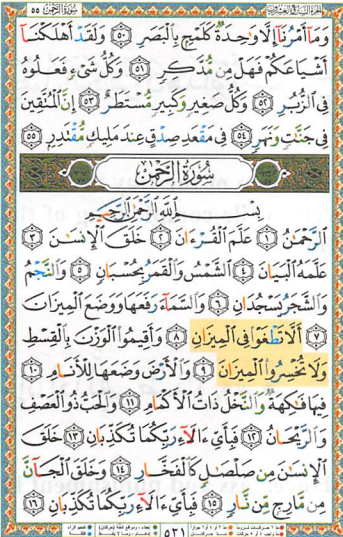 سورة الرحمن ٥٥
وَمَآ أَمْرُنَآ إِلَّا وَٰحِدَةٌ كَلَمْحٍۭ بِٱلْبَصَرِ ٥٠ وَلَقَدْ أَهْلَكْنَآ
أَشْيَاعَكُمْ فَهَلْ مِن مُّدَّكِرٍ ٥١ وَكُلُّ شَىْءٍ فَعَلُوهُ
فِى ٱلزُّبُرِ ٥٢ وَكُلُّ صَغِيرٍ وَكَبِيرٍ مُّسْتَطَرٌ ٥٣ إِنَّ ٱلْمُتَّقِينَ
فِى جَنَّٰتٍ وَنَهَرٍ ٥٤ فِى مَقْعَدِ صِدْقٍ عِندَ مَلِيكٍ مُّقْتَدِرٍۭ ٥٥
سُورَةُ الرَّحْمٰن
بِسْمِ ٱللَّهِ ٱلرَّحْمَٰنِ ٱلرَّحِيمِ
ٱلرَّحْمَٰنُ ١ عَلَّمَ ٱلْقُرْءَانَ ٢ خَلَقَ ٱلْإِنسَٰنَ ٣
عَلَّمَهُ ٱلْبَيَانَ ٤ ٱلشَّمْسُ وَٱلْقَمَرُ بِحُسْبَانٍ ٥ وَٱلنَّجْمُ
وَٱلشَّجَرُ يَسْجُدَانِ ٦ وَٱلسَّمَآءَ رَفَعَهَا وَوَضَعَ ٱلْمِيزَانَ
٧ أَلَّا تَطْغَوْا۟ فِى ٱلْمِيزَانِ ٨ وَأَقِيمُوا۟ ٱلْوَزْنَ بِٱلْقِسْطِ
وَلَا تُخْسِرُوا۟ ٱلْمِيزَانَ ٩ وَٱلْأَرْضَ وَضَعَهَا لِلْأَنَامِ ١٠
فِيهَا فَٰكِهَةٌ وَٱلنَّخْلُ ذَاتُ ٱلْأَكْمَامِ ١١ وَٱلْحَبُّ ذُو ٱلْعَصْفِ
وَٱلرَّيْحَانُ ١٢ فَبِأَىِّ ءَالَآءِ رَبِّكُمَا تُكَذِّبَانِ ١٣ خَلَقَ
ٱلْإِنسَٰنَ مِن صَلْصَٰلٍ كَٱلْفَخَّارِ ١٤ وَخَلَقَ ٱلْجَآنَّ
مِن مَّارِجٍ مِّن نَّارٍ ١٥ فَبِأَىِّ ءَالَآءِ رَبِّكُمَا تُكَذِّبَانِ ١٦
٥٣١